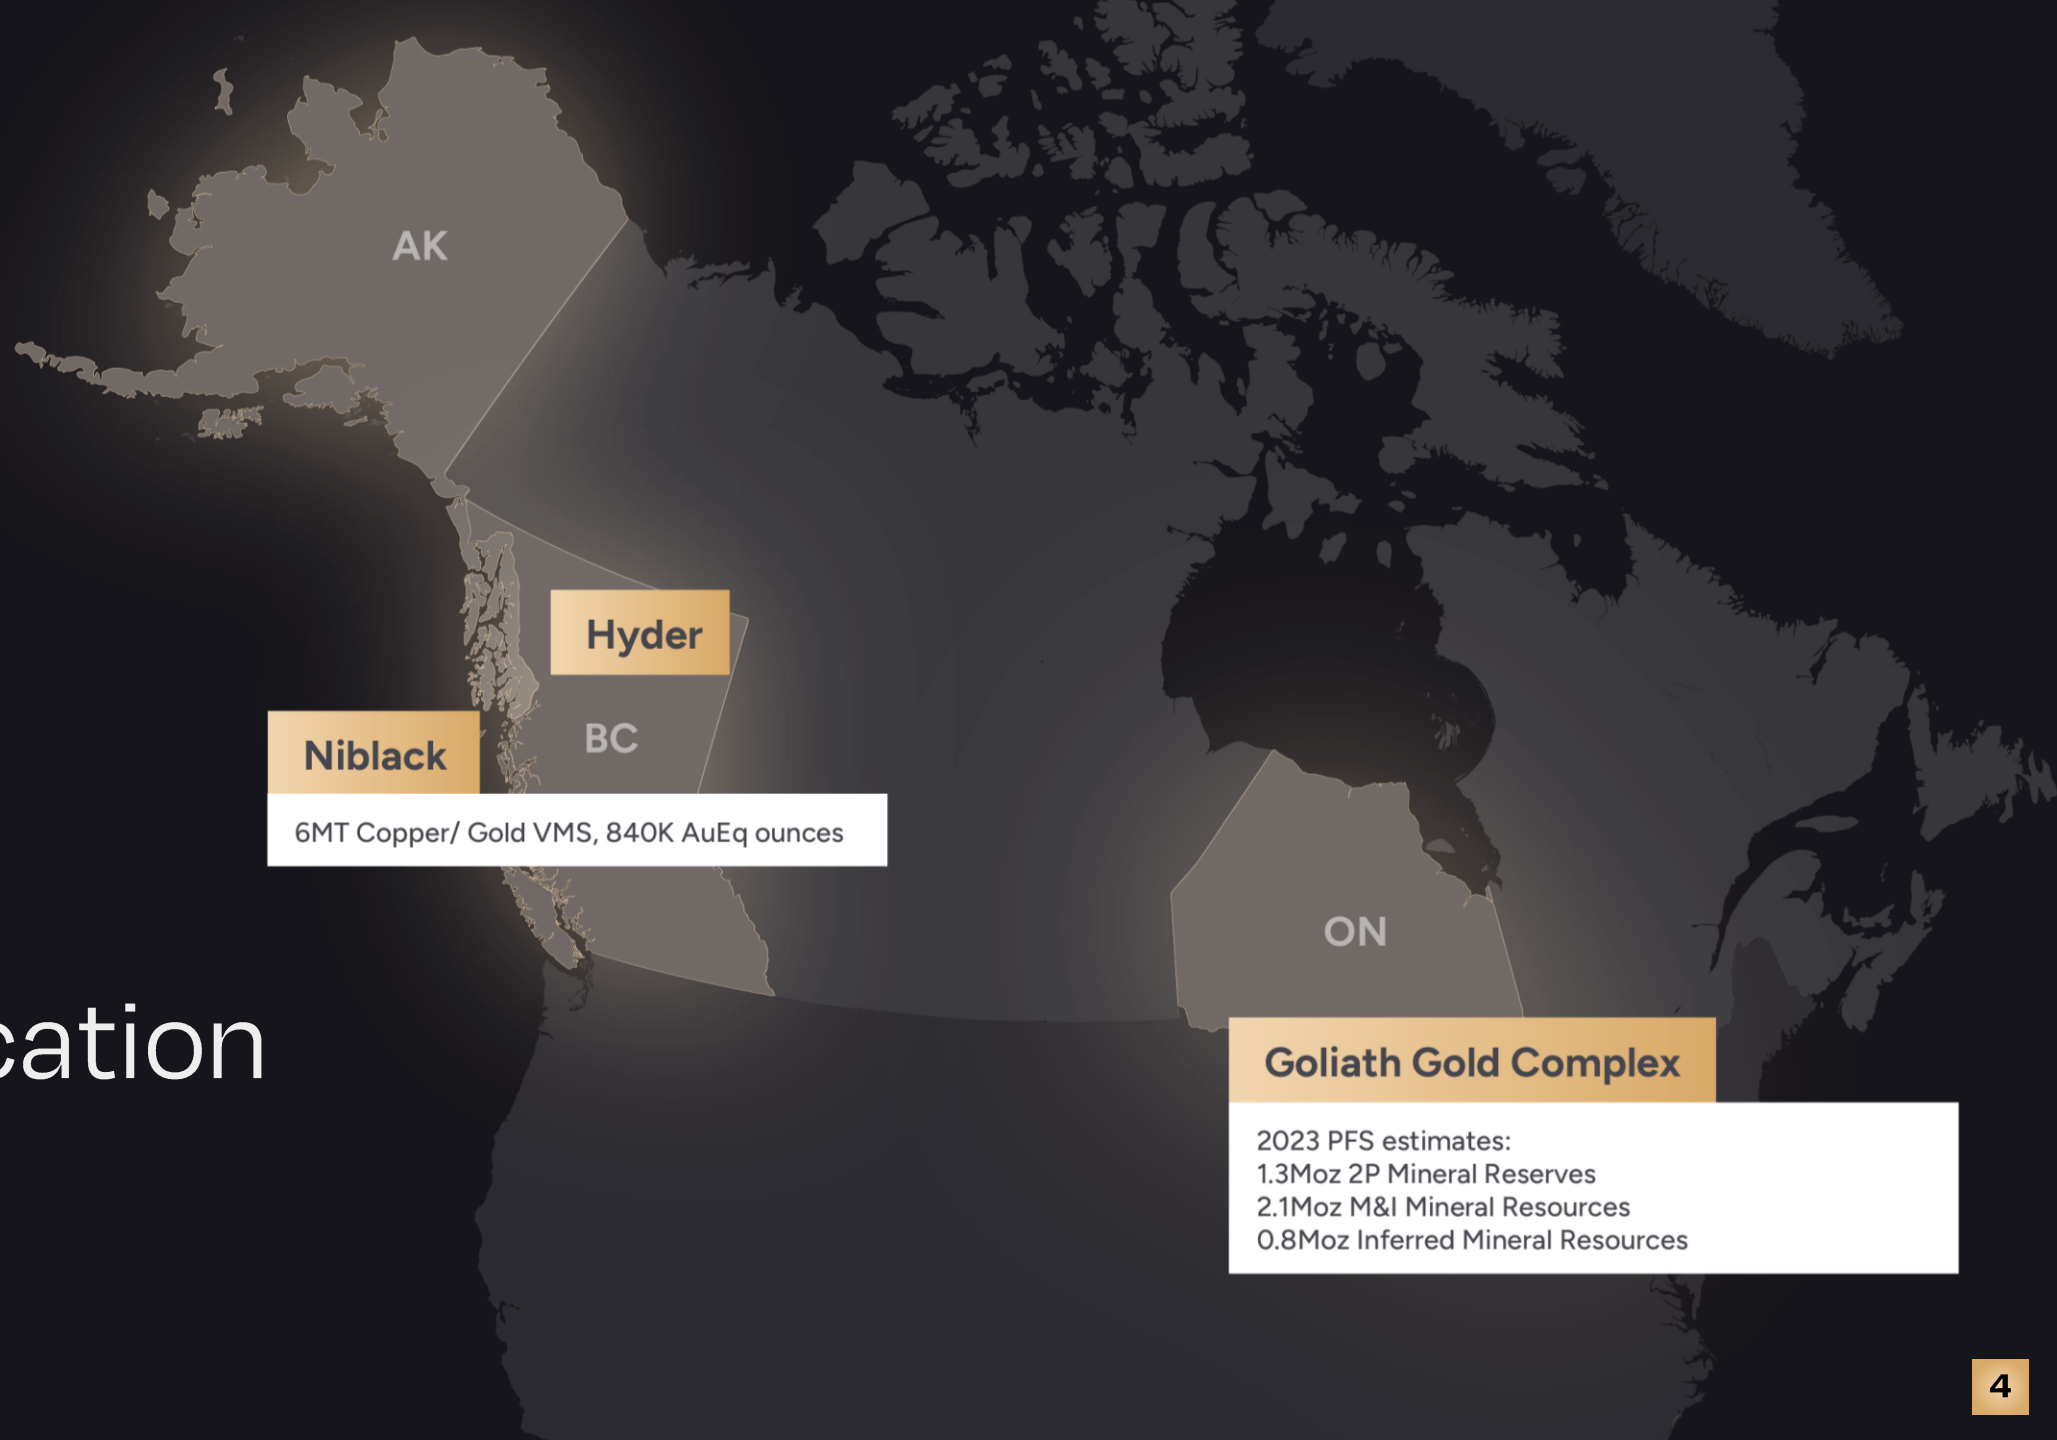 AK
Hyder
BC
Niblack
6MT Copper/ Gold VMS, 840K AuEq ounces
ON
cation
Goliath Gold Complex
2023 PFS estimates:
1.3Moz 2P Mineral Reserves
2.1Moz M&I Mineral Resources
0.8Moz Inferred Mineral Resources
4